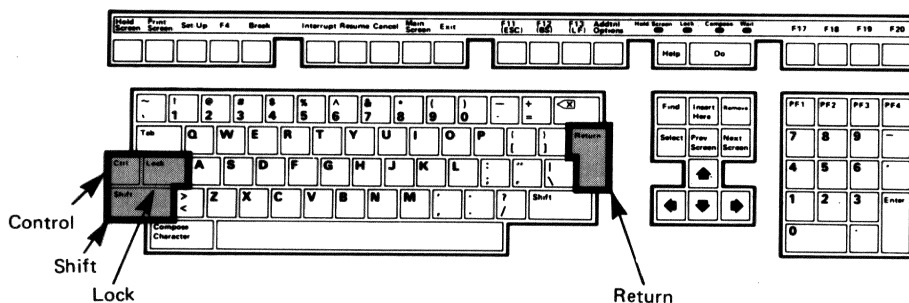 Hold Screen Print Screen Set Up F4 Break Interrupt Resume Cancel Main Screen Exit F11 (ESC) F12 (BS) F13 (LF) Addtnl Options Hold Screen Lock Compose Wait F17 F18 F19 F20
Help Do
~ ! @ # $ % ^ & * ( ) — + ⌫
` 1 2 3 4 5 6 7 8 9 0 - =
Find Insert Here Remove
PF1 PF2 PF3 PF4
Tab Q W E R T Y U I O P { [ } ] Return
Select Prev Screen Next Screen
7 8 9 —
Ctrl Lock A S D F G H J K L : ; " ' | \
4 5 6
Shift > < Z X C V B N M , . ? / Shift
1 2 3 Enter
Compose Character
0 .
Control
Shift
Lock
Return